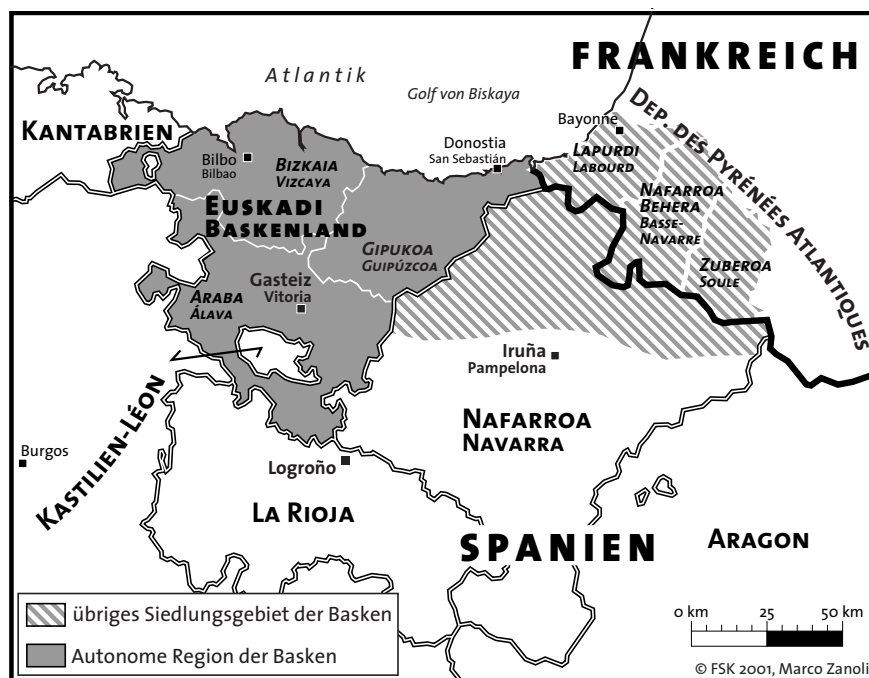 FRANKREICH
Atlantik
Golf von Biskaya
DEP. DES PYRÉNÉES ATLANTIQUES
KANTABRIEN
Bayonne
Donostia
San Sebastián
LAPURDI
LABOURD
Bilbo
Bilbao
BIZKAIA
VIZCAYA
NAFARROA
BEHERA
BASSE-
NAVARRE
EUSKADI
BASKENLAND
GIPUKOA
GUIPÚZCOA
ZUBEROA
SOULE
Gasteiz
Vitoria
ARABA
ÁLAVA
Iruña
Pampelona
KASTILIEN-LÉON
NAFARROA
NAVARRA
Burgos
Logroño
LA RIOJA
SPANIEN
ARAGON
übriges Siedlungsgebiet der Basken
Autonome Region der Basken
0 km 25 50 km
© FSK 2001, Marco Zanoli